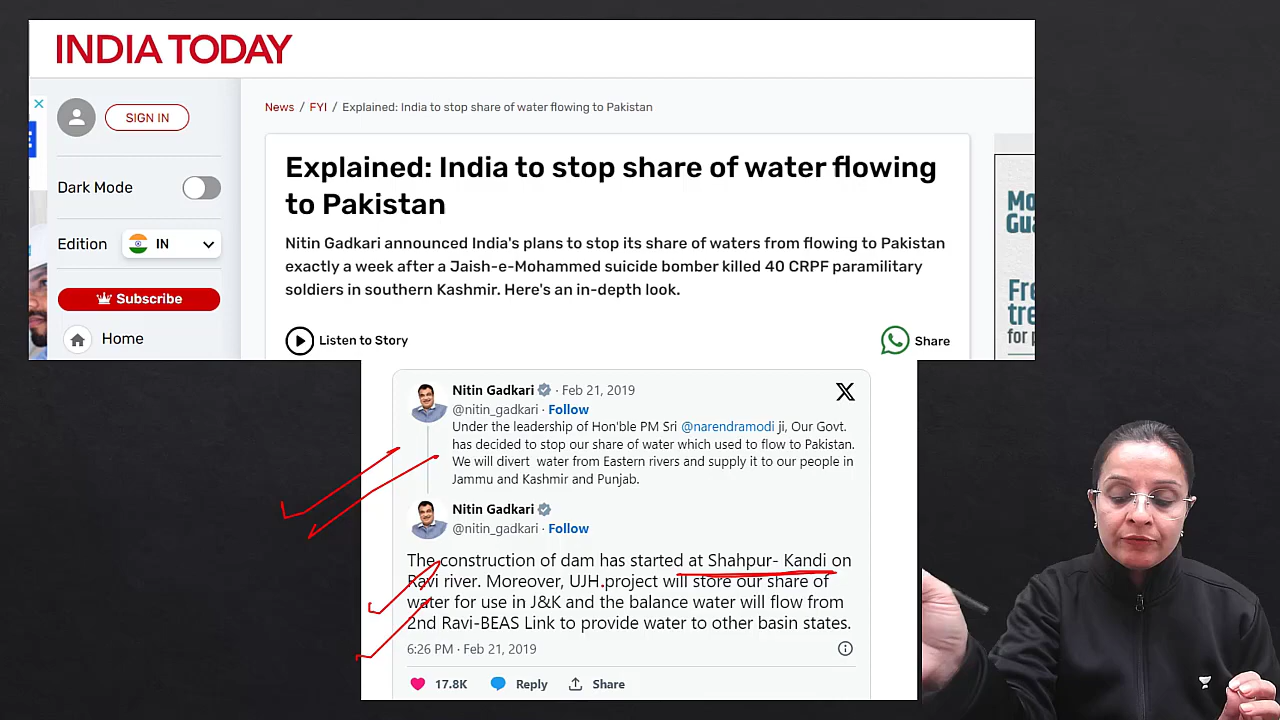 INDIA TODAY
SIGN IN
Dark Mode
Edition IN
Subscribe
Home
News / FYI / Explained: India to stop share of water flowing to Pakistan
Explained: India to stop share of water flowing
to Pakistan
Nitin Gadkari announced India's plans to stop its share of waters from flowing to Pakistan
exactly a week after a Jaish-e-Mohammed suicide bomber killed 40 CRPF paramilitary
soldiers in southern Kashmir. Here's an in-depth look.
Listen to Story
Share
for
Nitin Gadkari · Feb 21, 2019
@nitin_gadkari · Follow
Under the leadership of Hon'ble PM Sri @narendramodi ji, Our Govt.
has decided to stop our share of water which used to flow to Pakistan.
We will divert water from Eastern rivers and supply it to our people in
Jammu and Kashmir and Punjab.
Nitin Gadkari
@nitin_gadkari · Follow
The construction of dam has started at Shahpur- Kandi on
Ravi river. Moreover, UJH project will store our share of
water for use in J&K and the balance water will flow from
2nd Ravi-BEAS Link to provide water to other basin states.
6:26 PM · Feb 21, 2019
17.8K Reply Share